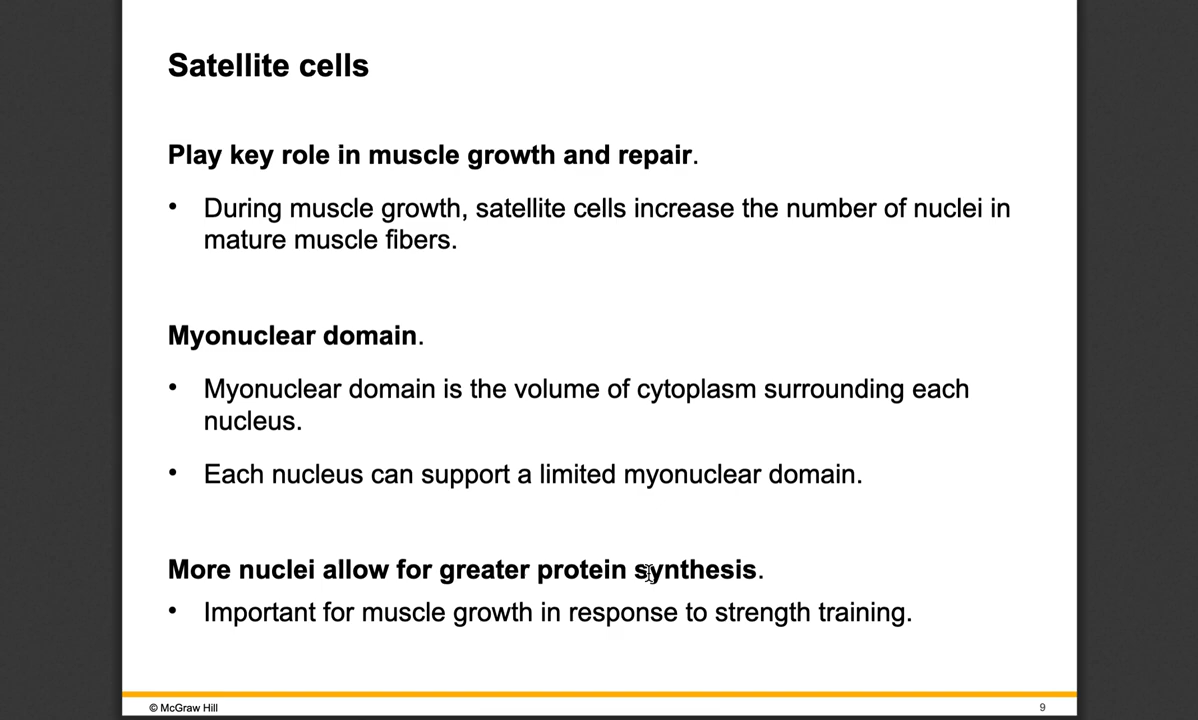 Satellite cells
Play key role in muscle growth and repair.
• During muscle growth, satellite cells increase the number of nuclei in
mature muscle fibers.
Myonuclear domain.
• Myonuclear domain is the volume of cytoplasm surrounding each
nucleus.
• Each nucleus can support a limited myonuclear domain.
More nuclei allow for greater protein synthesis.
• Important for muscle growth in response to strength training.
© McGraw Hill
9